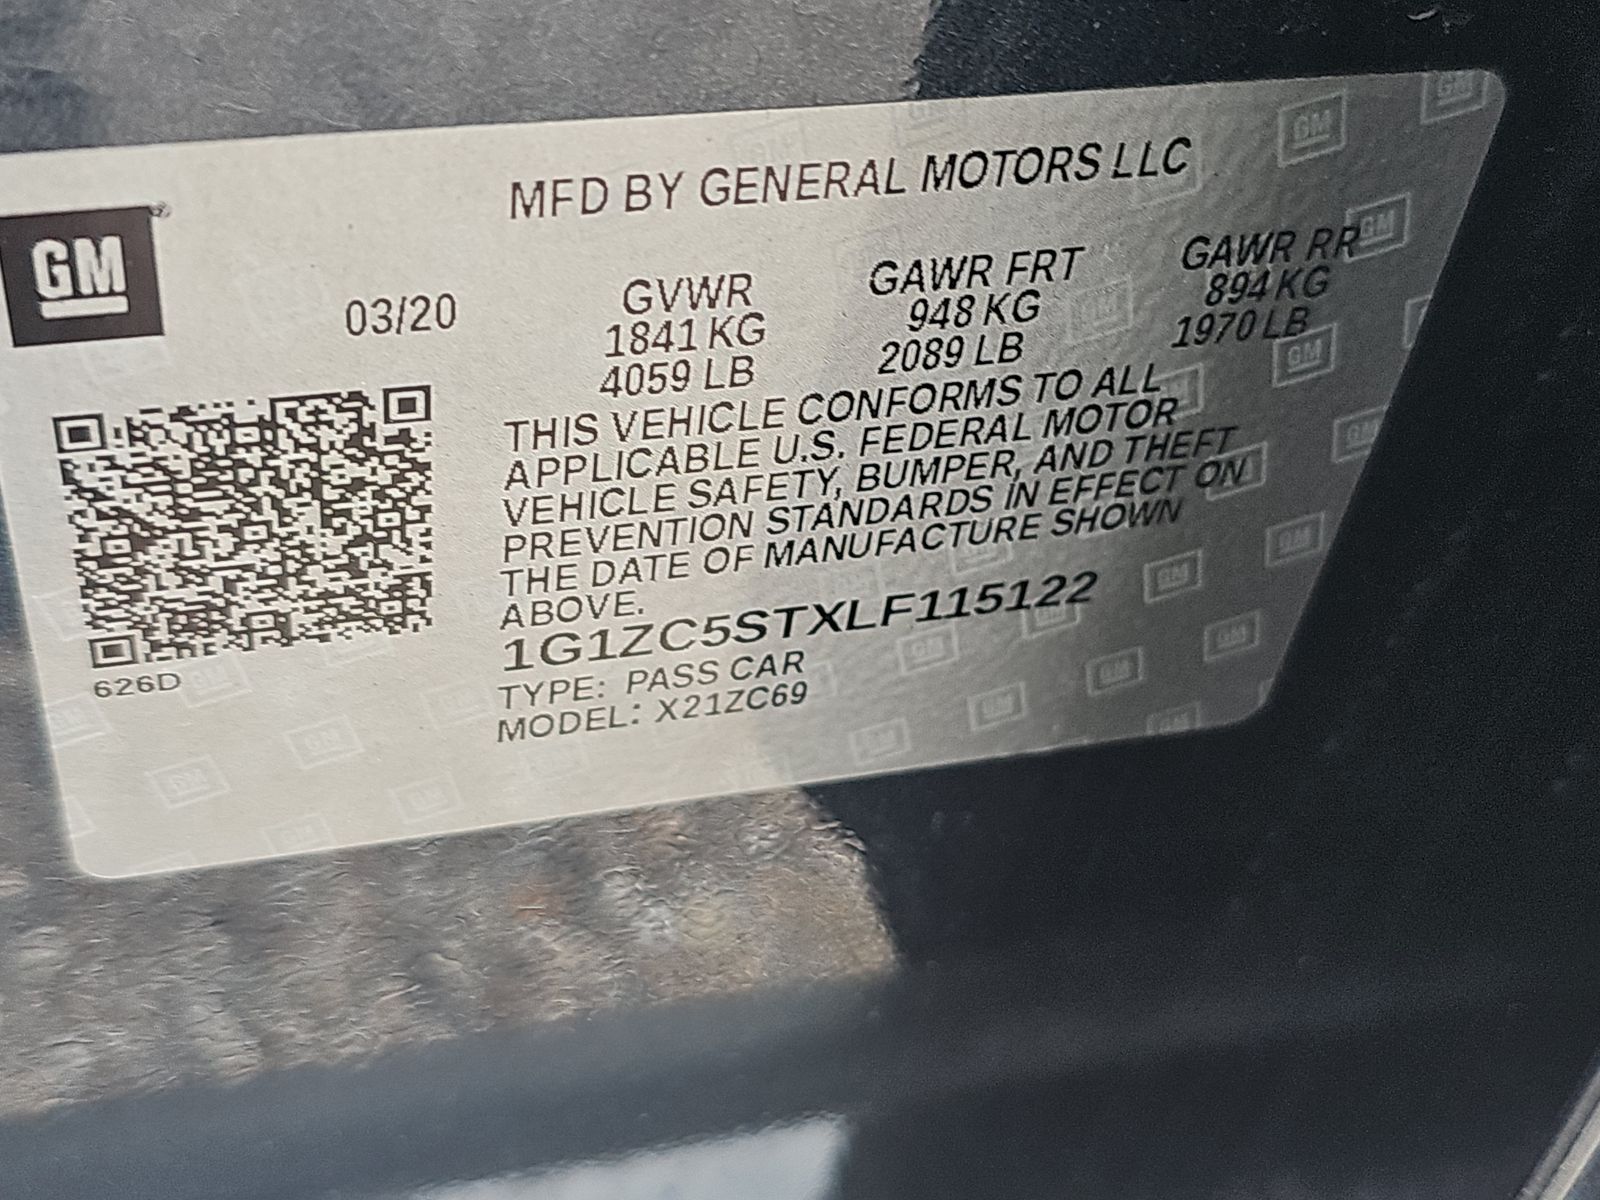 MFD BY GENERAL MOTORS LLC
GM
03/20
GVWR
1841 KG
4059 LB
GAWR FRT
948 KG
2089 LB
GAWR RR
894 KG
1970 LB
THIS VEHICLE CONFORMS TO ALL
APPLICABLE U.S. FEDERAL MOTOR
VEHICLE SAFETY, BUMPER, AND THEFT
PREVENTION STANDARDS IN EFFECT ON
THE DATE OF MANUFACTURE SHOWN
ABOVE.
1G1ZC5STXLF115122
TYPE: PASS CAR
MODEL: X21ZC69
626D